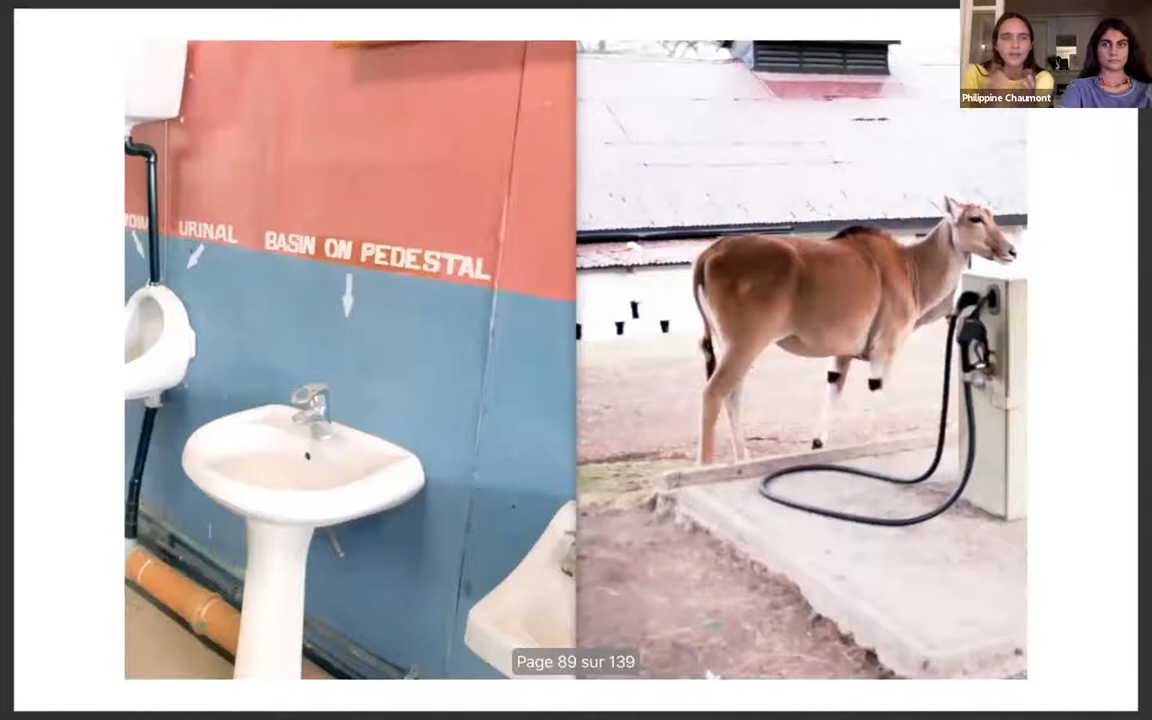 Philippine Chaumont
URINAL
BASIN ON PEDESTAL
Page 89 sur 139